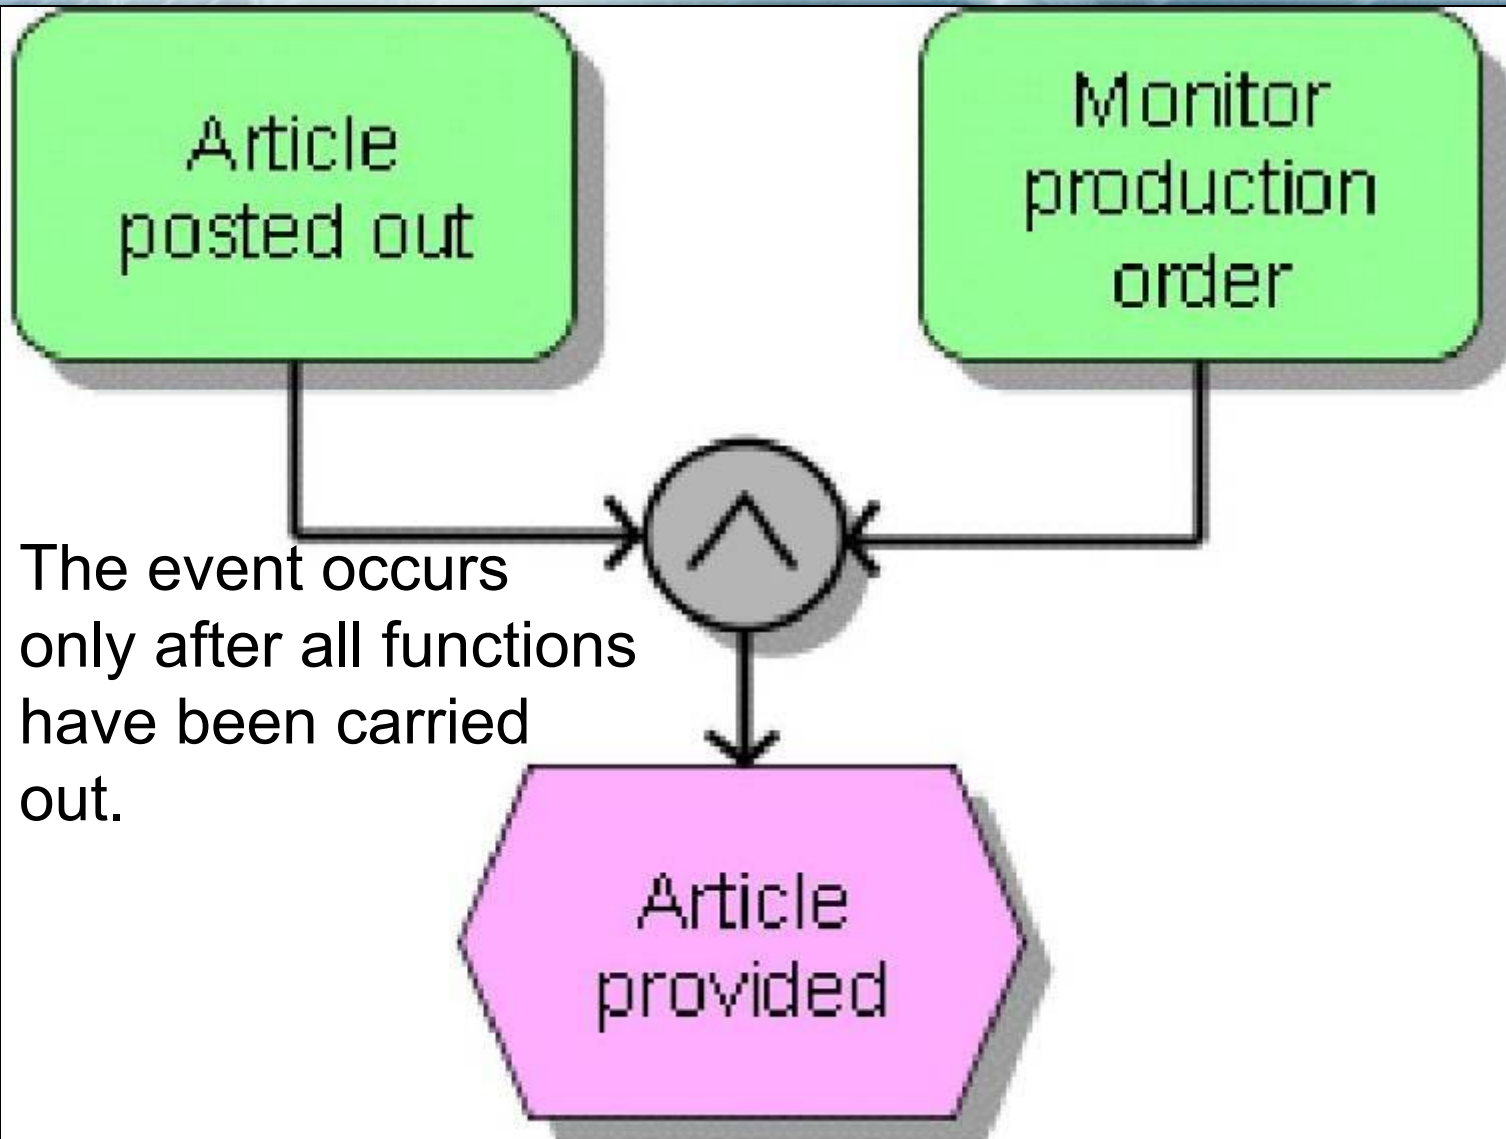 Article
posted out
Monitor
production
order
The event occurs
only after all functions
have been carried
out.
Article
provided